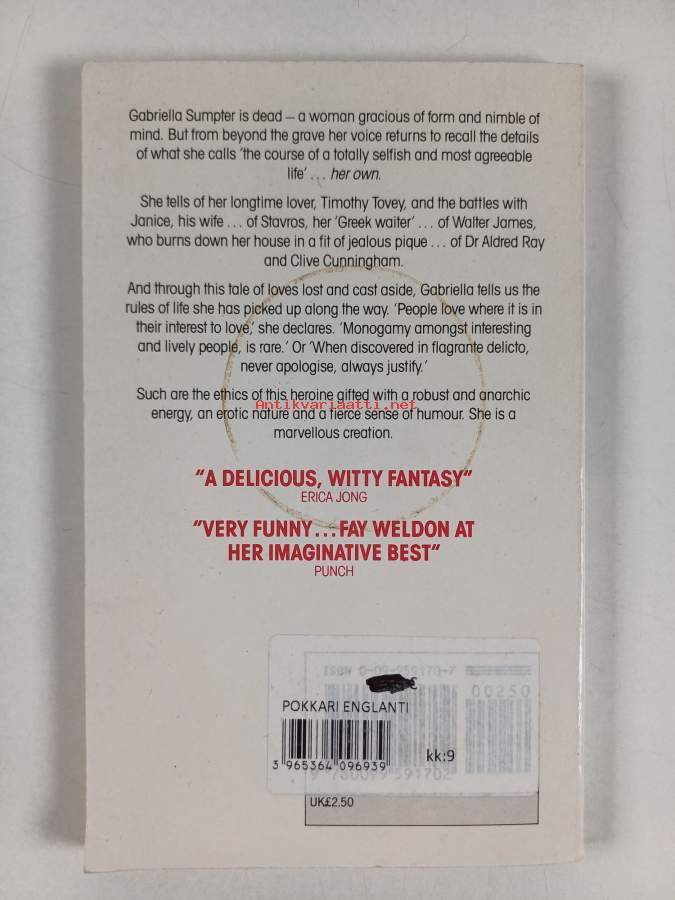 Gabriella Sumpter is dead – a woman gracious of form and nimble of
mind. But from beyond the grave her voice returns to recall the details
of what she calls ‘the course of a totally selfish and most agreeable
life’ ... her own.
She tells of her longtime lover, Timothy Tovey, and the battles with
Janice, his wife ... of Stavros, her ‘Greek waiter’ ... of Walter James,
who burns down her house in a fit of jealous pique ... of Dr Aldred Ray
and Clive Cunningham.
And through this tale of loves lost and cast aside, Gabriella tells us the
rules of life she has picked up along the way. ‘People love where it is in
their interest to love,’ she declares. ‘Monogamy amongst interesting
and lively people, is rare.’ Or ‘When discovered in flagrante delicto,
never apologise, always justify.’
Such are the ethics of this heroine gifted with a robust and anarchic
energy, an erotic nature and a fierce sense of humour. She is a
Antikvariaatti.net
marvellous creation.
“A DELICIOUS, WITTY FANTASY”
ERICA JONG
“VERY FUNNY ... FAY WELDON AT
HER IMAGINATIVE BEST”
PUNCH
ISBN 0-09-959170-7
00250
POKKARI ENGLANTI
kk:9
3 965364 096939
9 780099 591702
UK£2.50